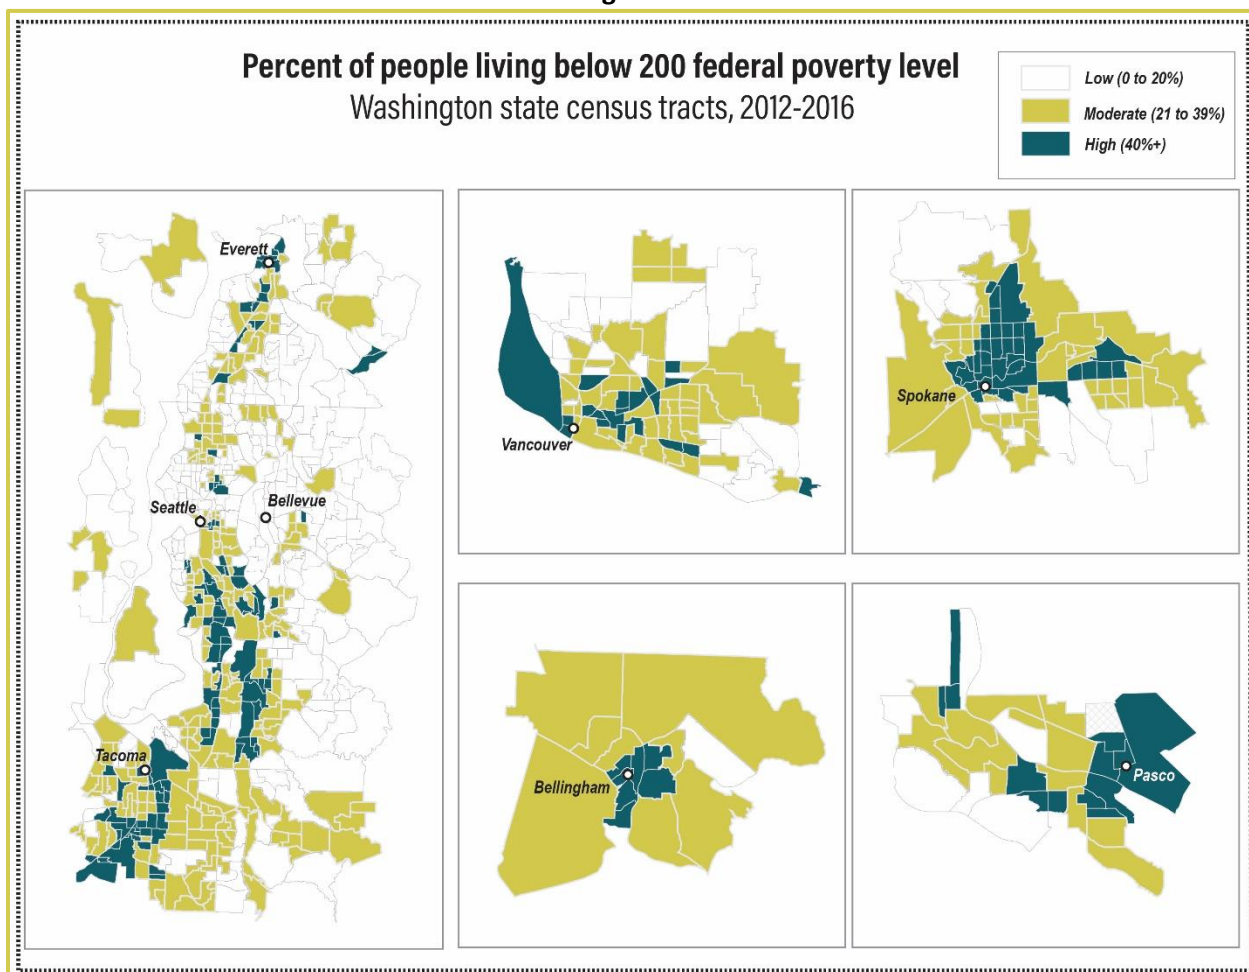 Percent of people living below 200 federal poverty level
Washington state census tracts, 2012-2016
Low (0 to 20%)
Moderate (21 to 39%)
High (40%+)
Everett
Seattle
Bellevue
Tacoma
Vancouver
Spokane
Bellingham
Pasco